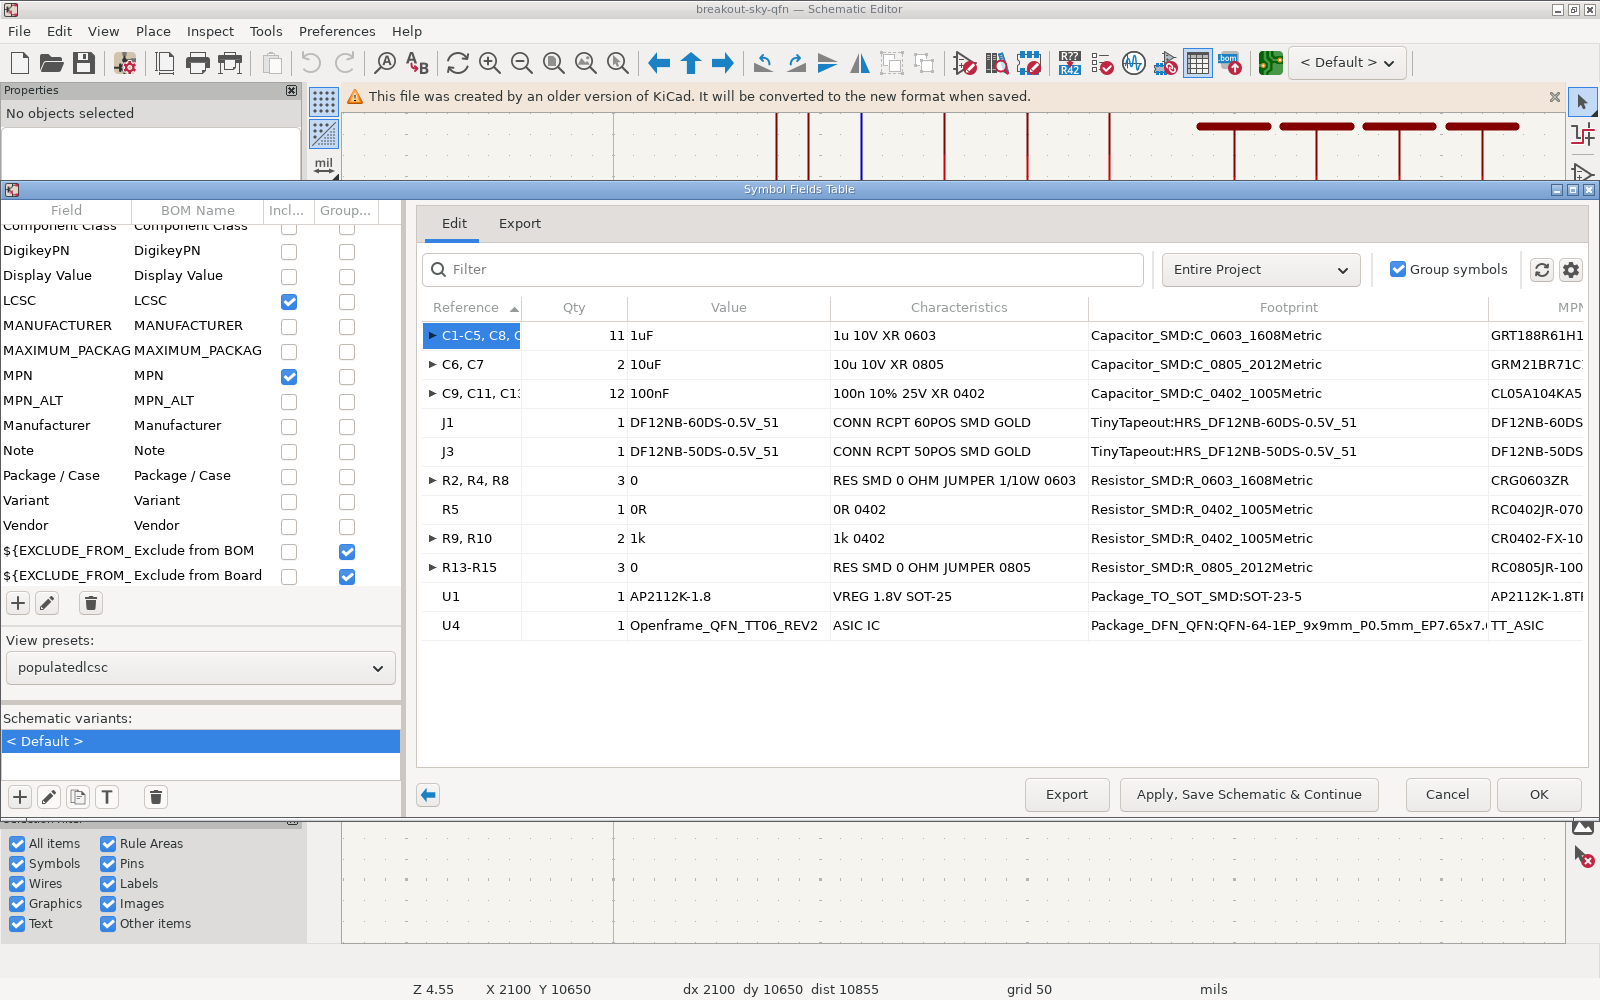 breakout-sky-qfn — Schematic Editor
File Edit View Place Inspect Tools Preferences Help
< Default >
Properties
No objects selected
This file was created by an older version of KiCad. It will be converted to the new format when saved.
mil
Symbol Fields Table
Field BOM Name Incl... Group...
Component Class Component Class
DigikeyPN DigikeyPN
Display Value Display Value
LCSC LCSC
MANUFACTURER MANUFACTURER
MAXIMUM_PACKAG MAXIMUM_PACKAG
MPN MPN
MPN_ALT MPN_ALT
Manufacturer Manufacturer
Note Note
Package / Case Package / Case
Variant Variant
Vendor Vendor
${EXCLUDE_FROM_ Exclude from BOM
${EXCLUDE_FROM_ Exclude from Board
View presets:
populatedlcsc
Schematic variants:
< Default >
Edit Export
Filter
Entire Project
Group symbols
Reference Qty Value Characteristics Footprint MPN
C1-C5, C8, C 11 1uF 1u 10V XR 0603 Capacitor_SMD:C_0603_1608Metric GRT188R61H1
C6, C7 2 10uF 10u 10V XR 0805 Capacitor_SMD:C_0805_2012Metric GRM21BR71C
C9, C11, C13 12 100nF 100n 10% 25V XR 0402 Capacitor_SMD:C_0402_1005Metric CL05A104KA5
J1 1 DF12NB-60DS-0.5V_51 CONN RCPT 60POS SMD GOLD TinyTapeout:HRS_DF12NB-60DS-0.5V_51 DF12NB-60DS
J3 1 DF12NB-50DS-0.5V_51 CONN RCPT 50POS SMD GOLD TinyTapeout:HRS_DF12NB-50DS-0.5V_51 DF12NB-50DS
R2, R4, R8 3 0 RES SMD 0 OHM JUMPER 1/10W 0603 Resistor_SMD:R_0603_1608Metric CRG0603ZR
R5 1 0R 0R 0402 Resistor_SMD:R_0402_1005Metric RC0402JR-070
R9, R10 2 1k 1k 0402 Resistor_SMD:R_0402_1005Metric CR0402-FX-10
R13-R15 3 0 RES SMD 0 OHM JUMPER 0805 Resistor_SMD:R_0805_2012Metric RC0805JR-100
U1 1 AP2112K-1.8 VREG 1.8V SOT-25 Package_TO_SOT_SMD:SOT-23-5 AP2112K-1.8T
U4 1 Openframe_QFN_TT06_REV2 ASIC IC Package_DFN_QFN:QFN-64-1EP_9x9mm_P0.5mm_EP7.65x7. TT_ASIC
Export Apply, Save Schematic & Continue Cancel OK
All items Rule Areas
Symbols Pins
Wires Labels
Graphics Images
Text Other items
Z 4.55 X 2100 Y 10650 dx 2100 dy 10650 dist 10855 grid 50 mils